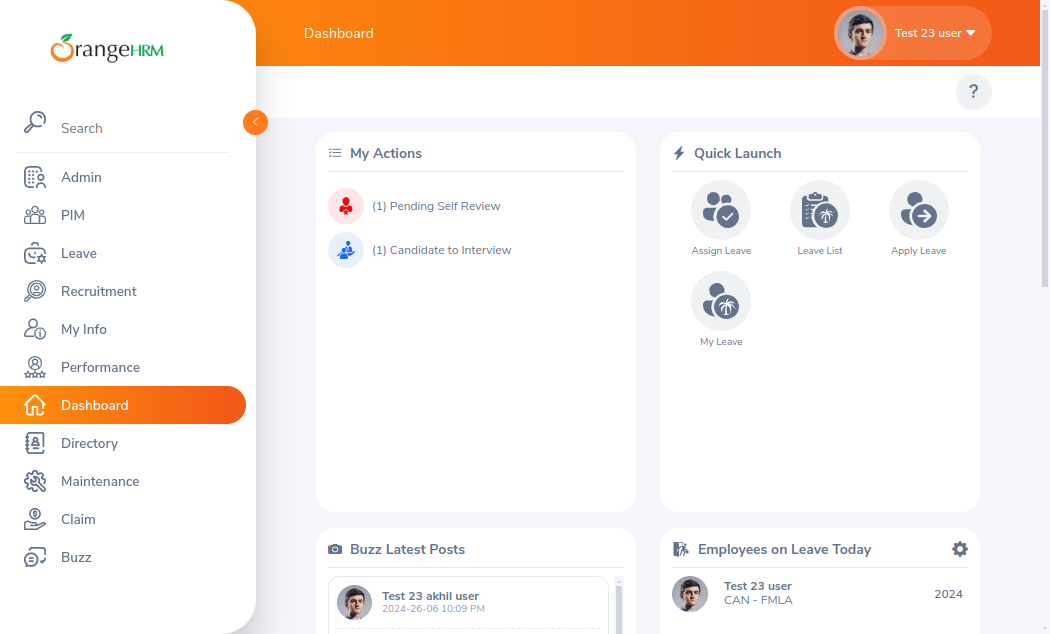 OrangeHRM
Search
Admin
PIM
Leave
Recruitment
My Info
Performance
Dashboard
Directory
Maintenance
Claim
Buzz
Dashboard
Test 23 user
?
My Actions
(1) Pending Self Review
(1) Candidate to Interview
Quick Launch
Assign Leave
Leave List
Apply Leave
My Leave
Buzz Latest Posts
Test 23 akhil user
2024-26-06 10:09 PM
Employees on Leave Today
Test 23 user
2024
CAN - FMLA